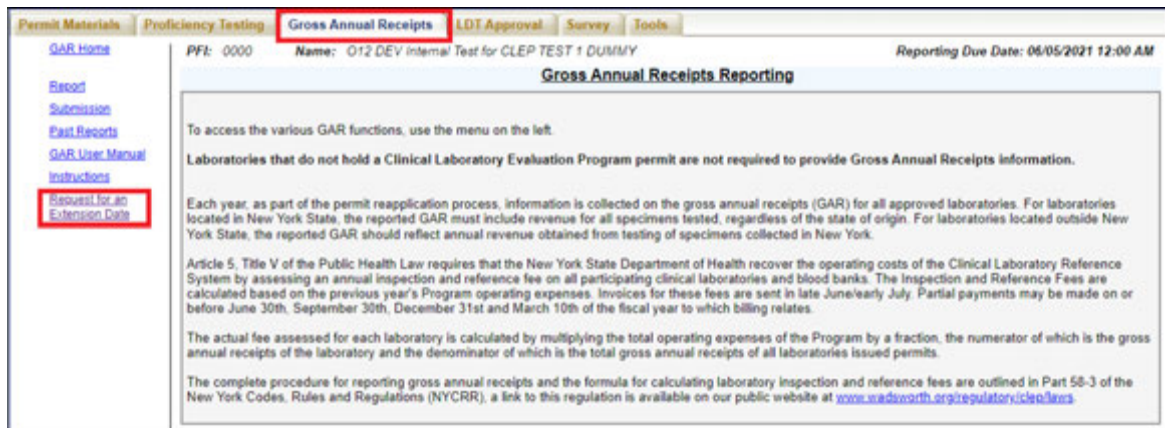 Permit Materials Proficiency Testing Gross Annual Receipts LDT Approval Survey Tools
GAR Home
Report
Submission
Past Reports
GAR User Manual
Instructions
Request for an
Extension Date
PFI: 0000 Name: O12 DEV Internal Test for CLEP TEST 1 DUMMY Reporting Due Date: 06/05/2021 12:00 AM
Gross Annual Receipts Reporting
To access the various GAR functions, use the menu on the left.
Laboratories that do not hold a Clinical Laboratory Evaluation Program permit are not required to provide Gross Annual Receipts information.
Each year, as part of the permit reapplication process, information is collected on the gross annual receipts (GAR) for all approved laboratories. For laboratories
located in New York State, the reported GAR must include revenue for all specimens tested, regardless of the state of origin. For laboratories located outside New
York State, the reported GAR should reflect annual revenue obtained from testing of specimens collected in New York.
Article 5, Title V of the Public Health Law requires that the New York State Department of Health recover the operating costs of the Clinical Laboratory Reference
System by assessing an annual inspection and reference fee on all participating clinical laboratories and blood banks. The Inspection and Reference Fees are
calculated based on the previous year's Program operating expenses. Invoices for these fees are sent in late June/early July. Partial payments may be made on or
before June 30th, September 30th, December 31st and March 10th of the fiscal year to which billing relates.
The actual fee assessed for each laboratory is calculated by multiplying the total operating expenses of the Program by a fraction, the numerator of which is the gross
annual receipts of the laboratory and the denominator of which is the total gross annual receipts of all laboratories issued permits.
The complete procedure for reporting gross annual receipts and the formula for calculating laboratory inspection and reference fees are outlined in Part 58-3 of the
New York Codes, Rules and Regulations (NYCRR), a link to this regulation is available on our public website at www.wadsworth.org/regulatory/clep/laws.